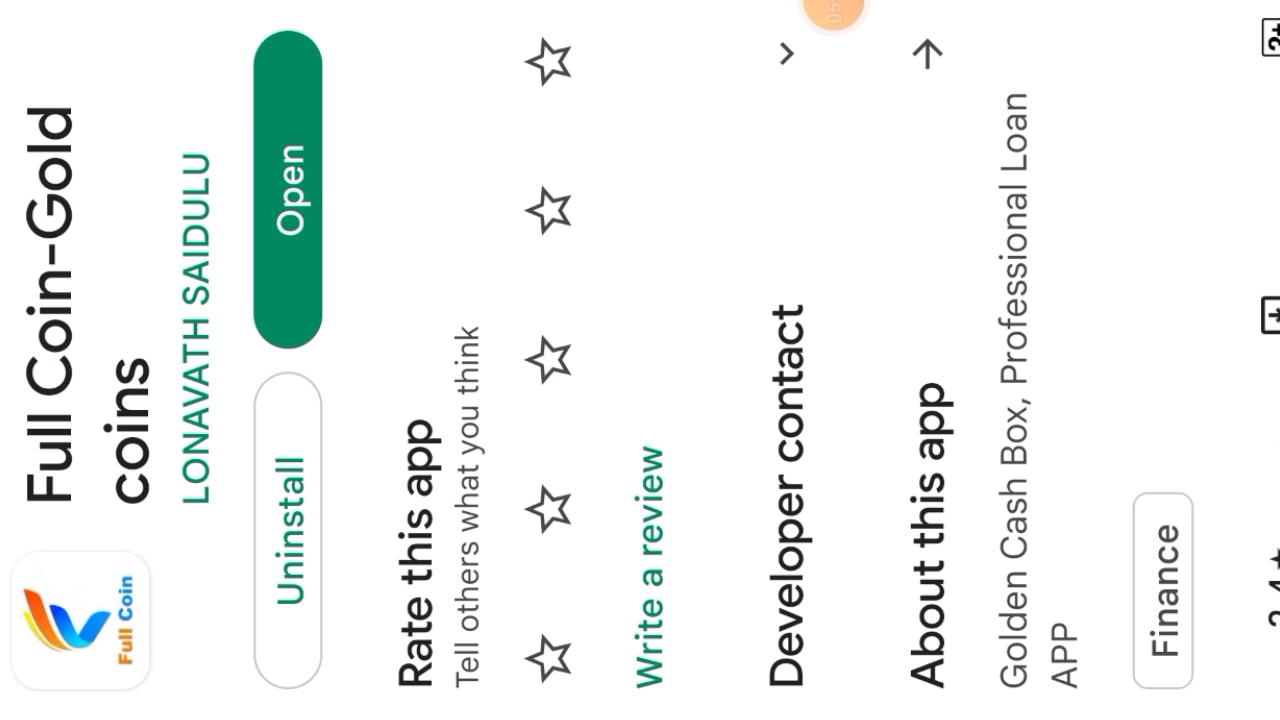 Full Coin-Gold
coins
LONAVATH SAIDULU
Full Coin
Uninstall
Open
Rate this app
Tell others what you think
Write a review
Developer contact
About this app
Golden Cash Box, Professional Loan
APP
Finance